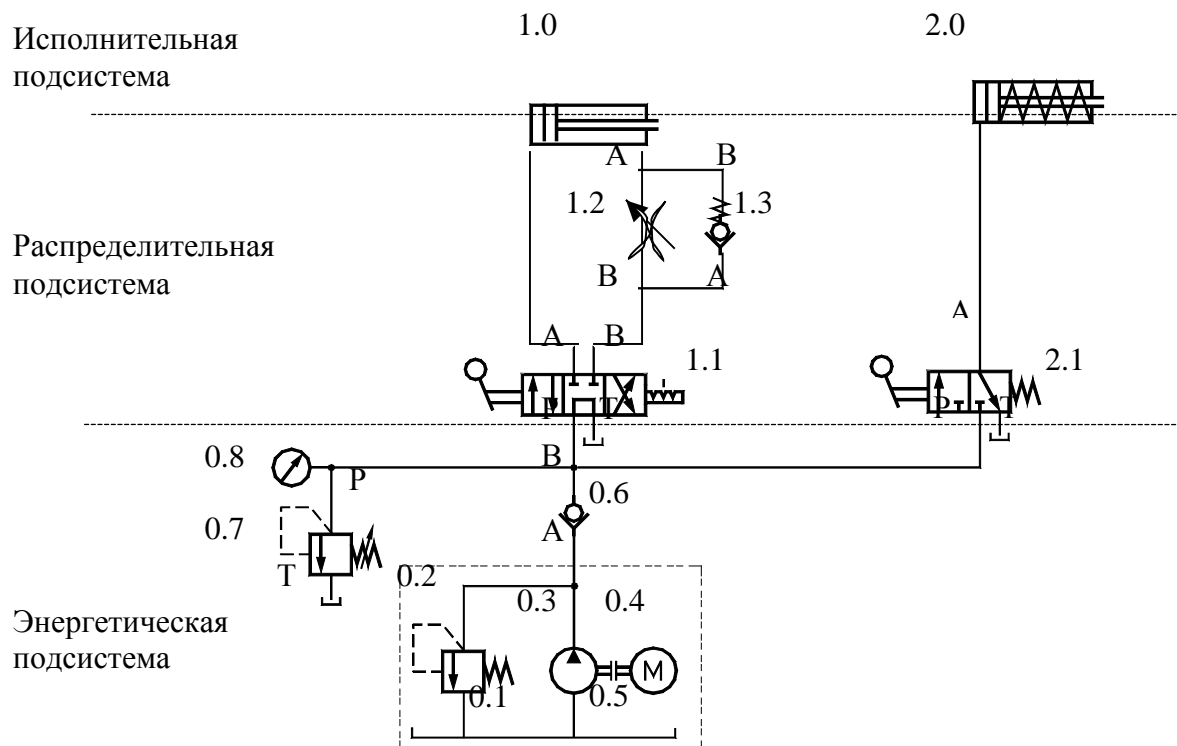 1.0 2.0
Исполнительная
подсистема
A B
1.2 1.3
Распределительная
подсистема
B A
A
A B
1.1 2.1
P T P T
0.8 B
P
0.6
0.7 A
T 0.2
0.3 0.4
Энергетическая
подсистема
M
0.1 0.5